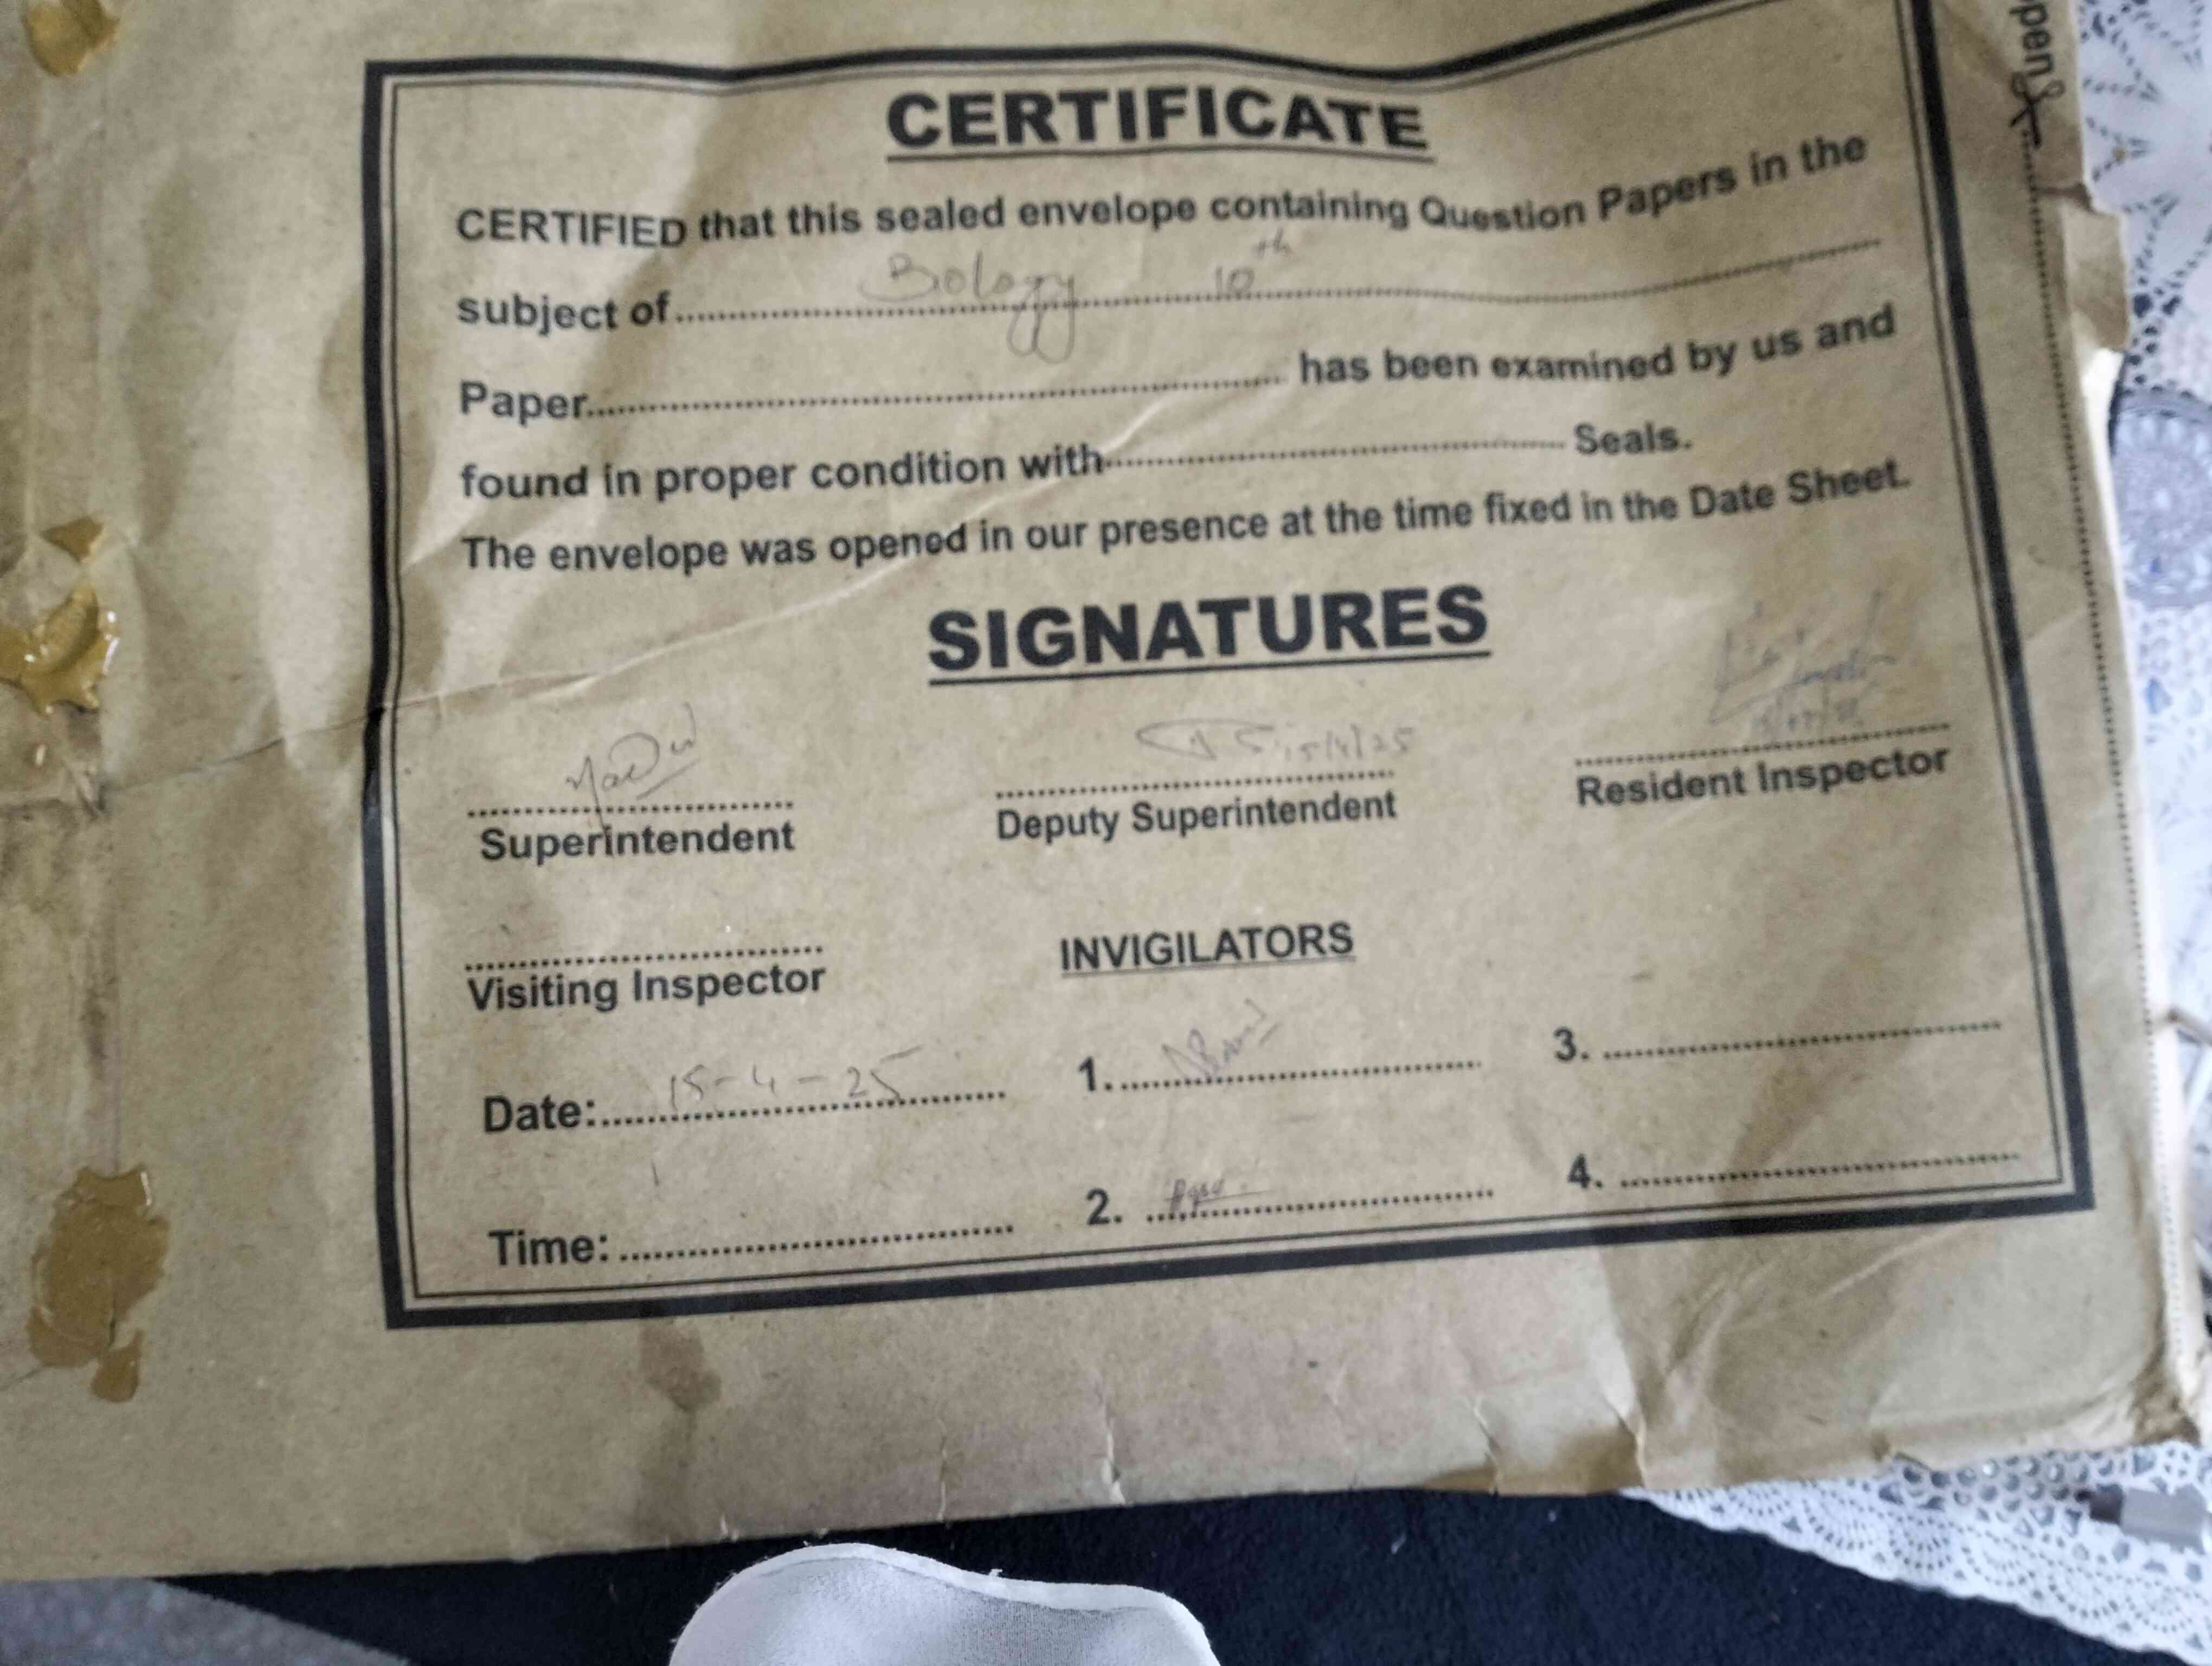 CERTIFICATE
CERTIFIED that this sealed envelope containing Question Papers in the
subject of Biology 10th
Paper has been examined by us and
found in proper condition with Seals.
The envelope was opened in our presence at the time fixed in the Date Sheet.
SIGNATURES
15/4/25
Superintendent Deputy Superintendent Resident Inspector
Visiting Inspector INVIGILATORS
Date: 15-4-25 1. 3.
Time: 2. 4.